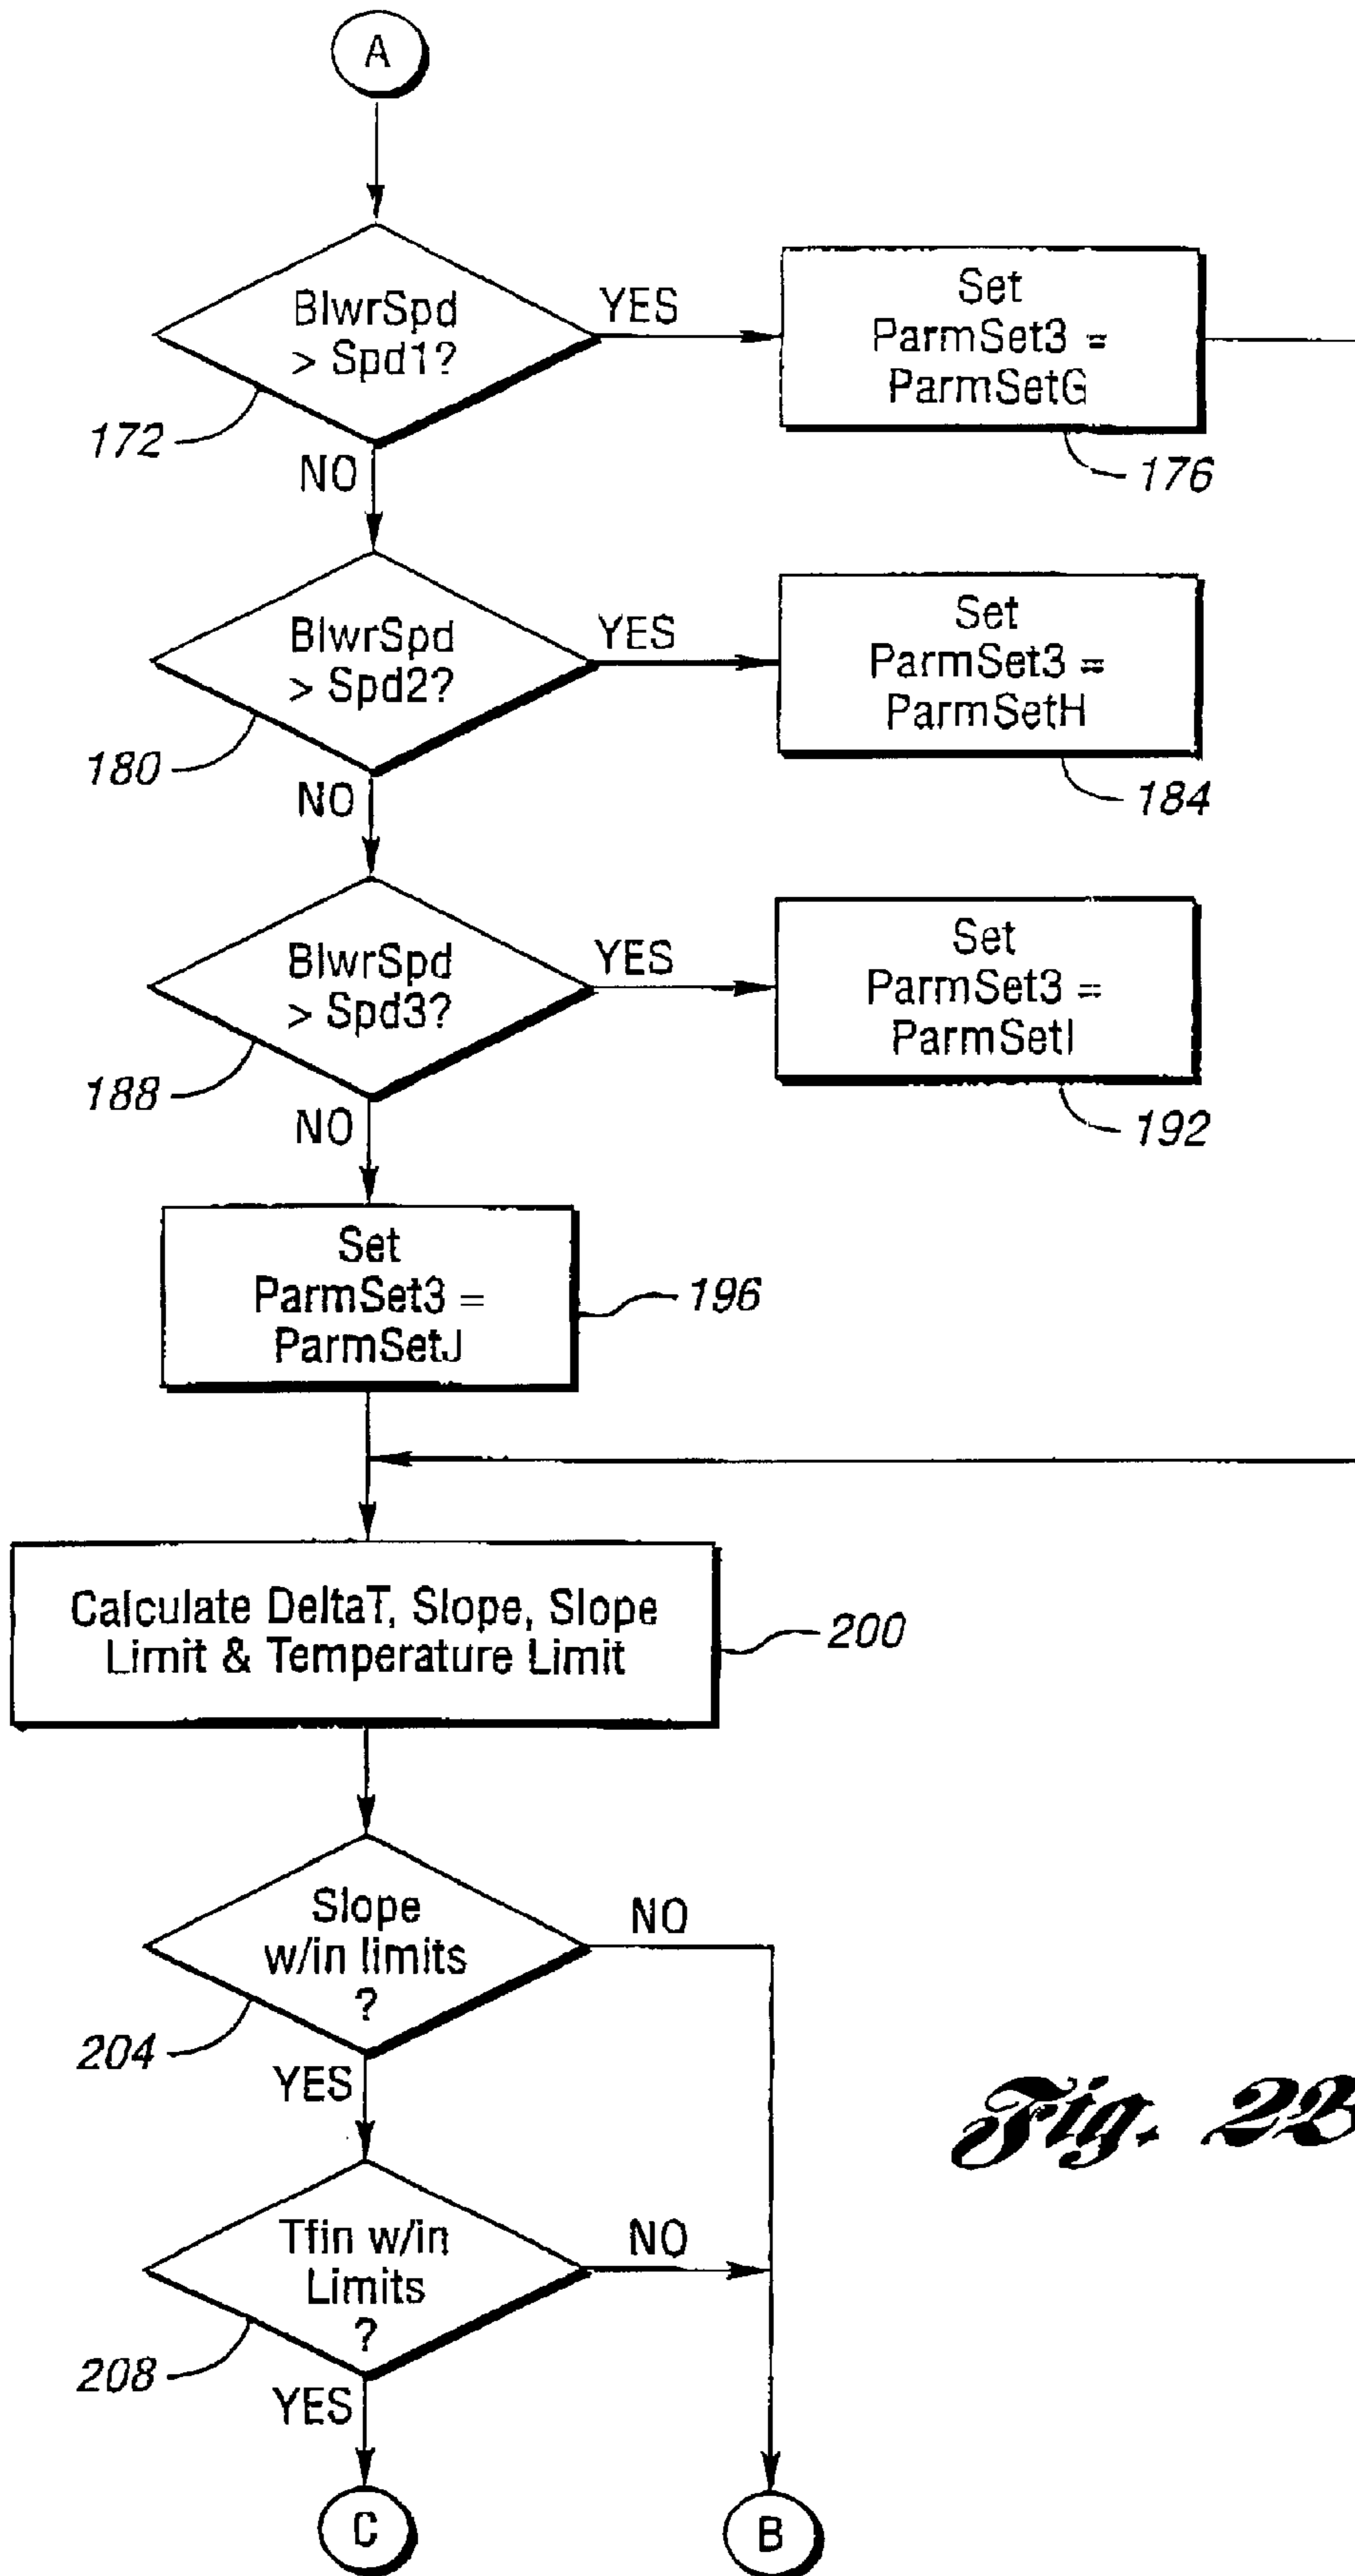 A
BlwrSpd
> Spd1?
YES
Set
ParmSet3 =
ParmSetG
172
NO
176
BlwrSpd
> Spd2?
YES
Set
ParmSet3 =
ParmSetH
180
NO
184
BlwrSpd
> Spd3?
YES
Set
ParmSet3 =
ParmSetI
188
NO
192
Set
ParmSet3 =
ParmSetJ
196
Calculate DeltaT, Slope, Slope
Limit & Temperature Limit
200
Slope
w/in limits
?
NO
204
YES
Fig. 2B
Tfin w/in
Limits
?
NO
208
YES
C
B